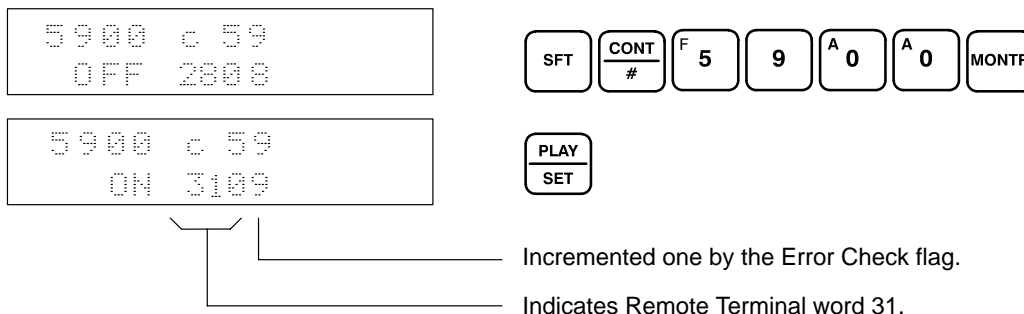 5900 c 59
OFF 2808
SFT CONT # F 5 9 A 0 A 0 MONTR
5900 c 59
ON 3109
PLAY SET
Incremented one by the Error Check flag.
Indicates Remote Terminal word 31.